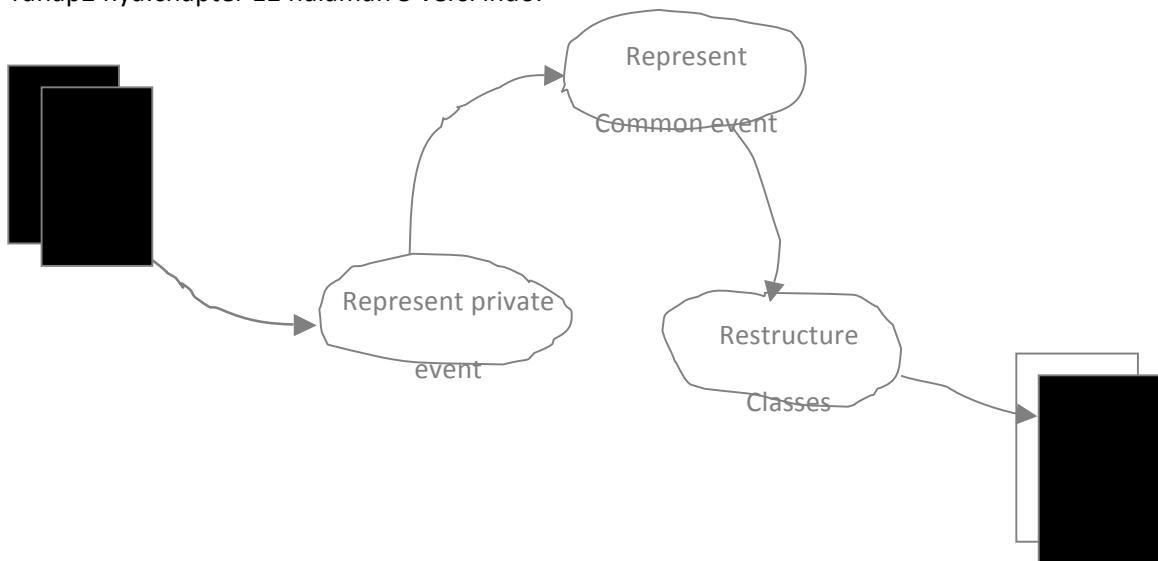 Represent
Common event
Represent private
event
Restructure
Classes